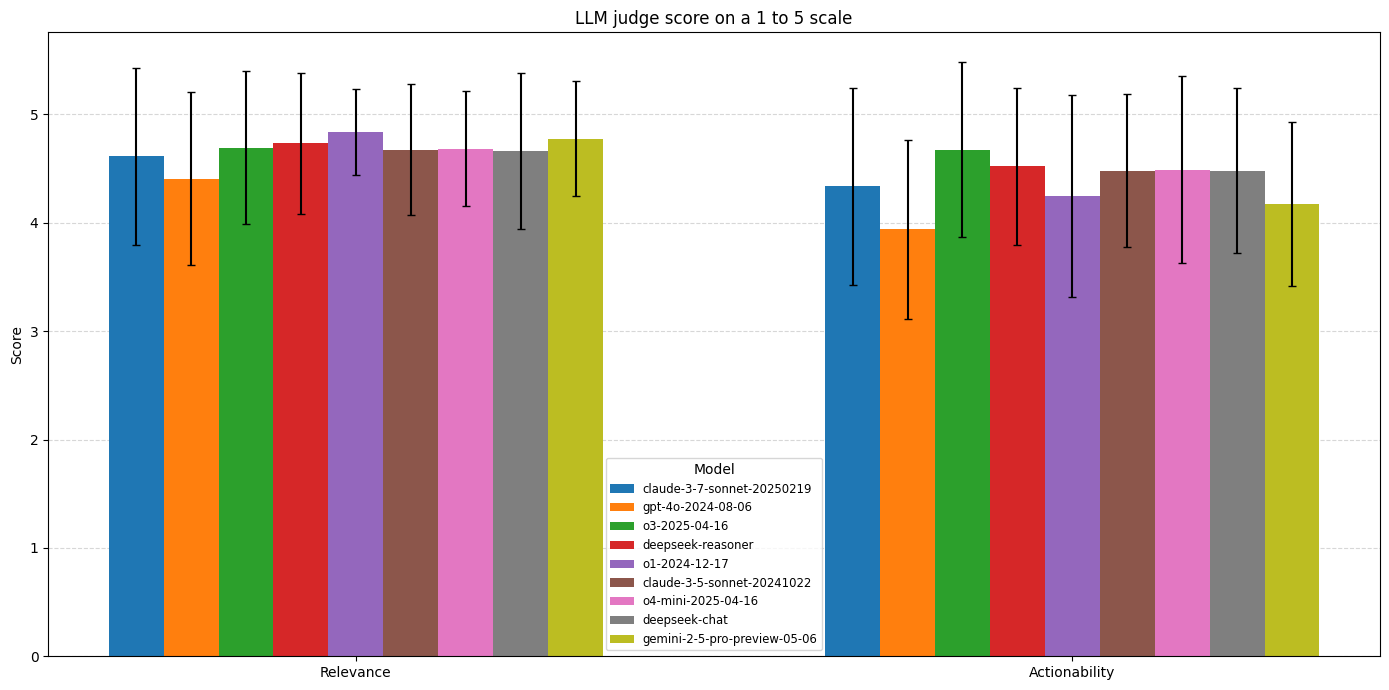 LLM judge score on a 1 to 5 scale
Score
5
4
3
2
1
0
Relevance
Actionability
Model
claude-3-7-sonnet-20250219
gpt-4o-2024-08-06
o3-2025-04-16
deepseek-reasoner
o1-2024-12-17
claude-3-5-sonnet-20241022
o4-mini-2025-04-16
deepseek-chat
gemini-2-5-pro-preview-05-06